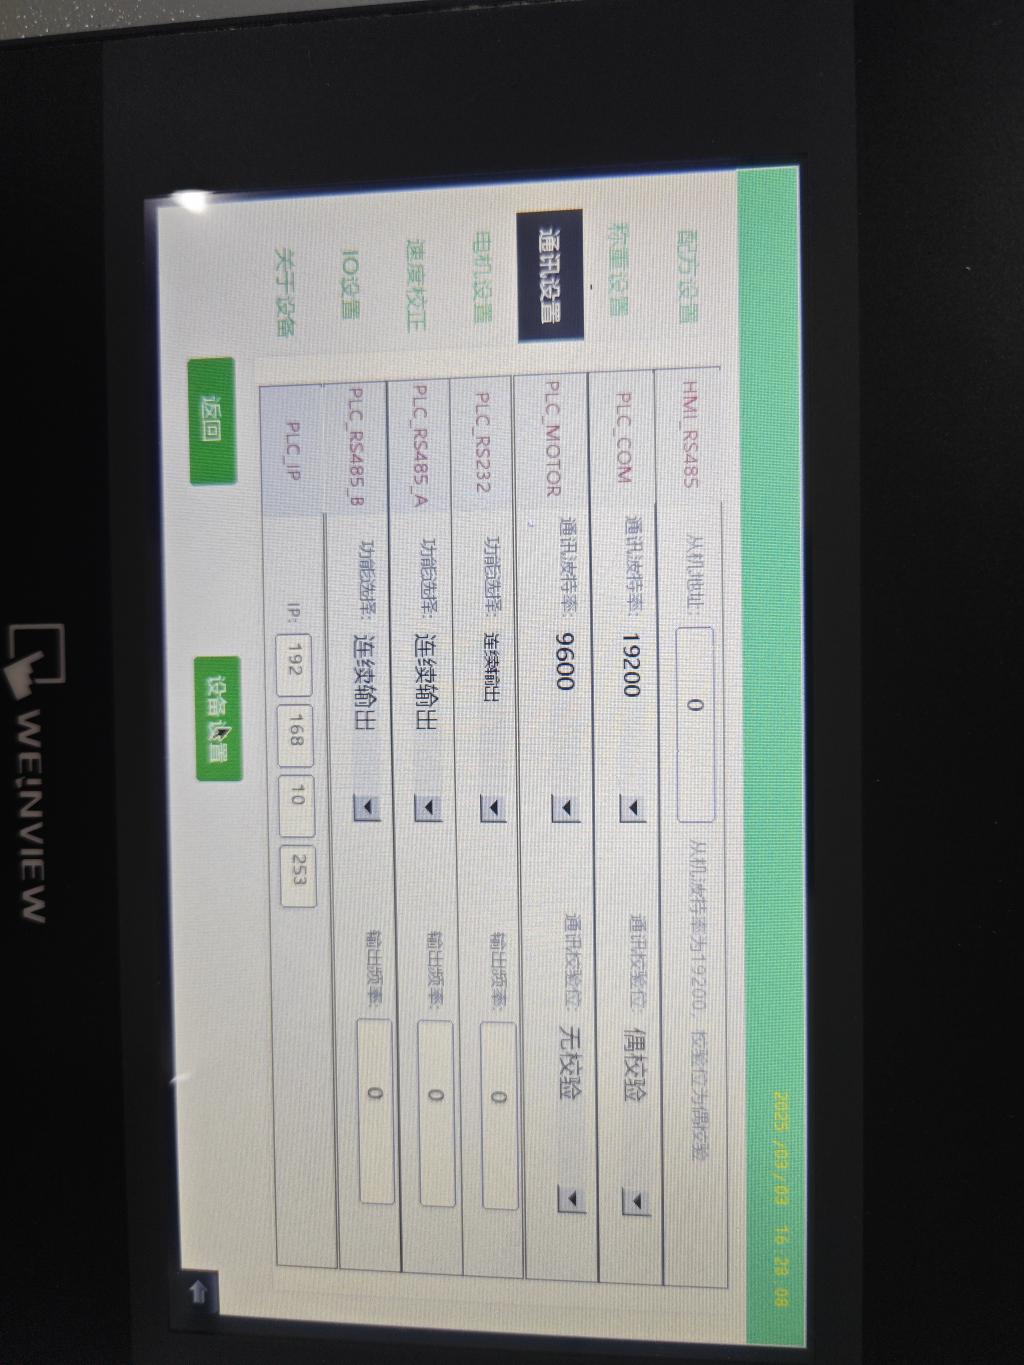 2025/03/03 16:28:08
配方设置
称重设置
通讯设置
电机设置
速度校正
IO设置
关于设备
HMI_RS485 从机地址: 0 从机波特率为19200, 校验位为偶校验
PLC_COM 通讯波特率: 19200 通讯校验位: 偶校验
PLC_MOTOR 通讯波特率: 9600 通讯校验位: 无校验
PLC_RS232 功能选择: 连续输出 输出频率: 0
PLC_RS485_A 功能选择: 连续输出 输出频率: 0
PLC_RS485_B 功能选择: 连续输出 输出频率: 0
PLC_IP IP: 192 168 10 253
返回 设备设置
WEINVIEW